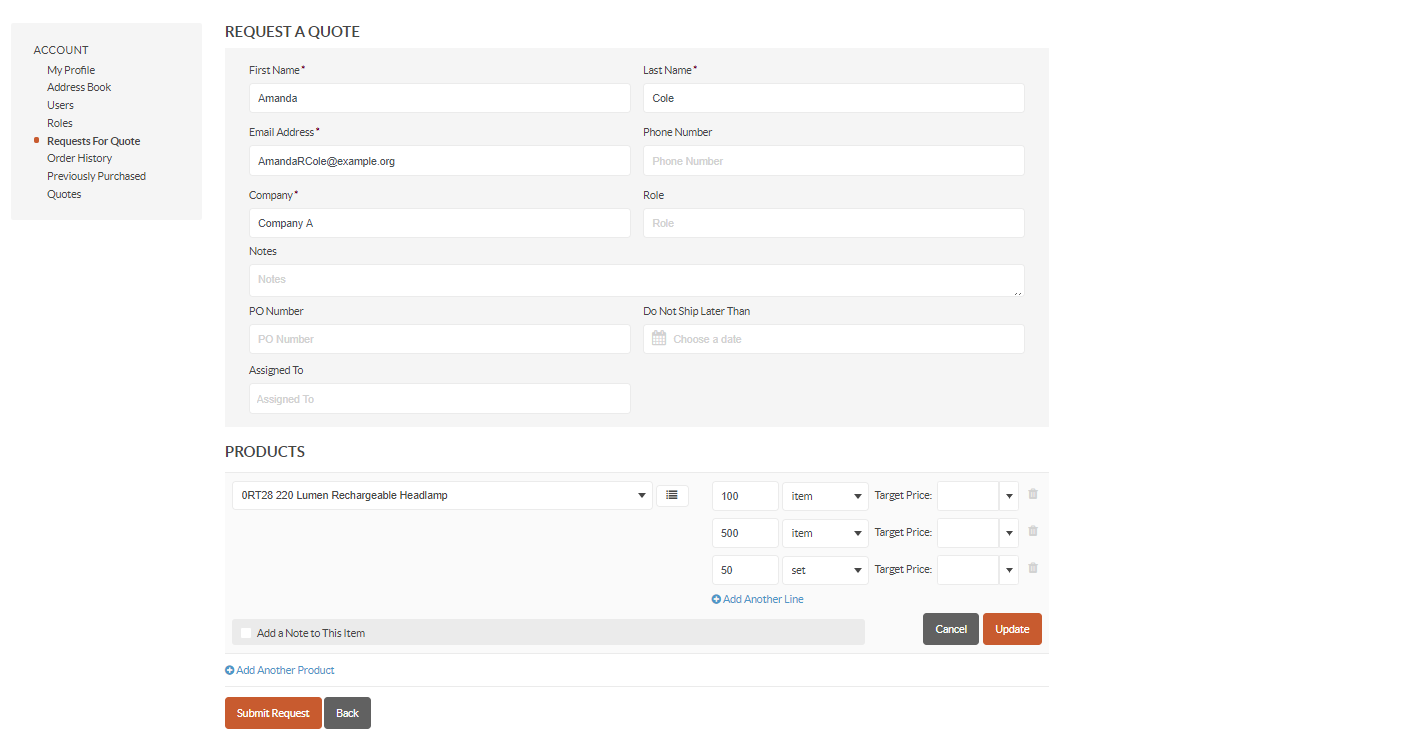 ACCOUNT
My Profile
Address Book
Users
Roles
Requests For Quote
Order History
Previously Purchased
Quotes
REQUEST A QUOTE
First Name* Last Name*
Amanda Cole
Email Address* Phone Number
AmandaRCole@example.org Phone Number
Company* Role
Company A Role
Notes
Notes
PO Number Do Not Ship Later Than
PO Number Choose a date
Assigned To
Assigned To
PRODUCTS
0RT28 220 Lumen Rechargeable Headlamp 100 item Target Price:
500 item Target Price:
50 set Target Price:
Add Another Line
Add a Note to This Item Cancel Update
Add Another Product
Submit Request Back